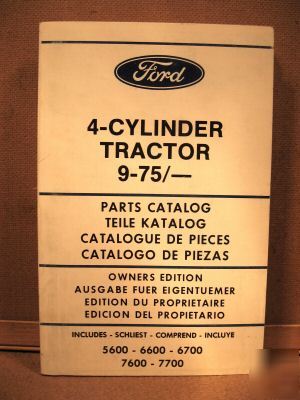 Ford
4-CYLINDER
TRACTOR
9-75/—
PARTS CATALOG
TEILE KATALOG
CATALOGUE DE PIECES
CATALOGO DE PIEZAS
OWNERS EDITION
AUSGABE FUER EIGENTUEMER
EDITION DU PROPRIETAIRE
EDICION DEL PROPIETARIO
INCLUDES - SCHLIEST - COMPREND - INCLUYE
5600 - 6600 - 6700
7600 - 7700